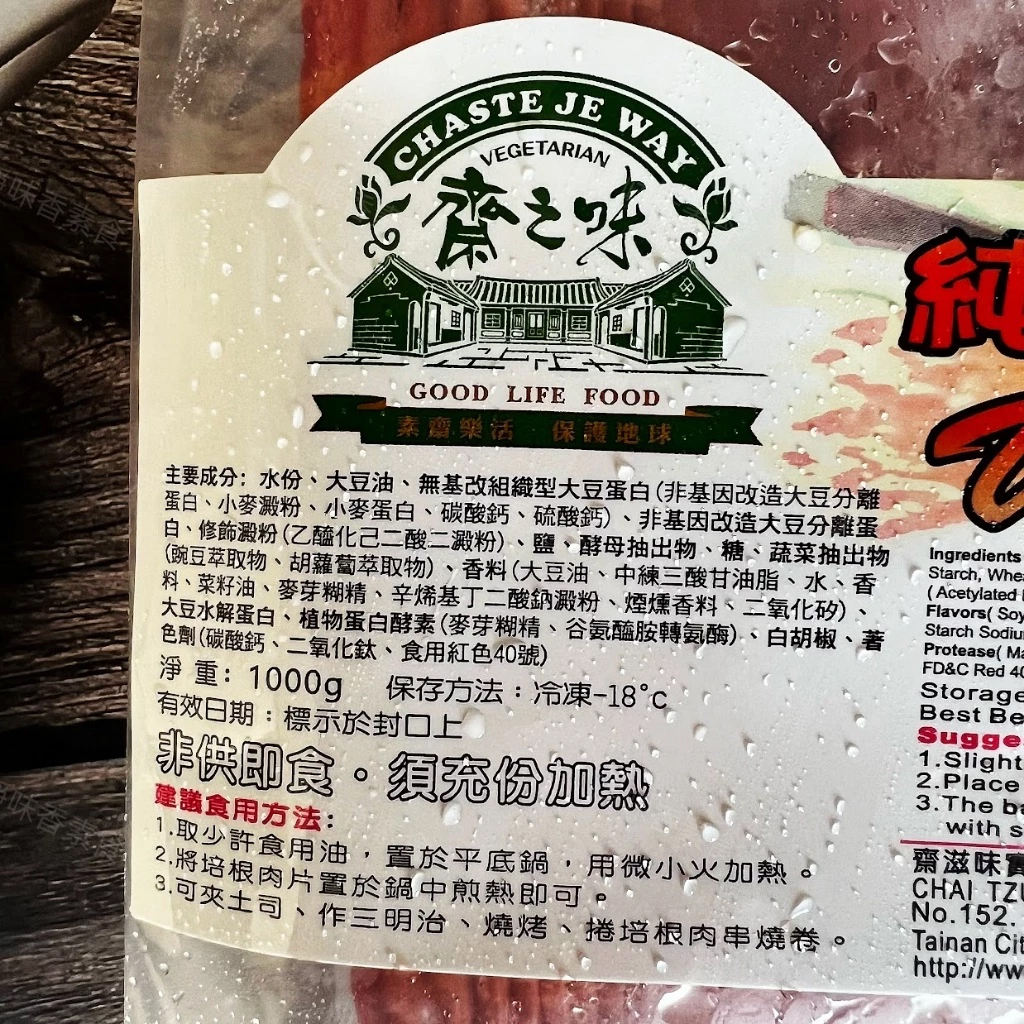 CHASTE JE WAY
VEGETARIAN
齋之味
GOOD LIFE FOOD
素齋樂活 保護地球
主要成分: 水份、大豆油、無基改組織型大豆蛋白(非基因改造大豆分離
蛋白、小麥澱粉、小麥蛋白、碳酸鈣、硫酸鈣)、非基因改造大豆分離蛋
白、修飾澱粉(乙醯化己二酸二澱粉)、鹽、酵母抽出物、糖、蔬菜抽出物
(豌豆萃取物、胡蘿蔔萃取物)、香料(大豆油、中練三酸甘油脂、水、香
料、菜籽油、麥芽糊精、辛烯基丁二酸鈉澱粉、煙燻香料、二氧化矽)、
大豆水解蛋白、植物蛋白酵素(麥芽糊精、谷氨醯胺轉氨酶)、白胡椒、著
色劑(碳酸鈣、二氧化鈦、食用紅色40號)
淨 重: 1000g 保存方法：冷凍-18°c
有效日期：標示於封口上
非供即食。須充份加熱
建議食用方法:
1.取少許食用油，置於平底鍋，用微小火加熱。
2.將培根肉片置於鍋中煎熱即可。
3.可夾土司、作三明治、燒烤、捲培根肉串燒卷。
純
Ingredients
Starch, Whe
(Acetylated
Flavors( Soy
Starch Sodiu
Protease( Ma
FD&C Red 40
Storage
Best Be
Sugge
1.Slight
2.Place
3.The ba
with s
齋滋味實
CHAI TZU
No.152.
Tainan Cit
http://ww